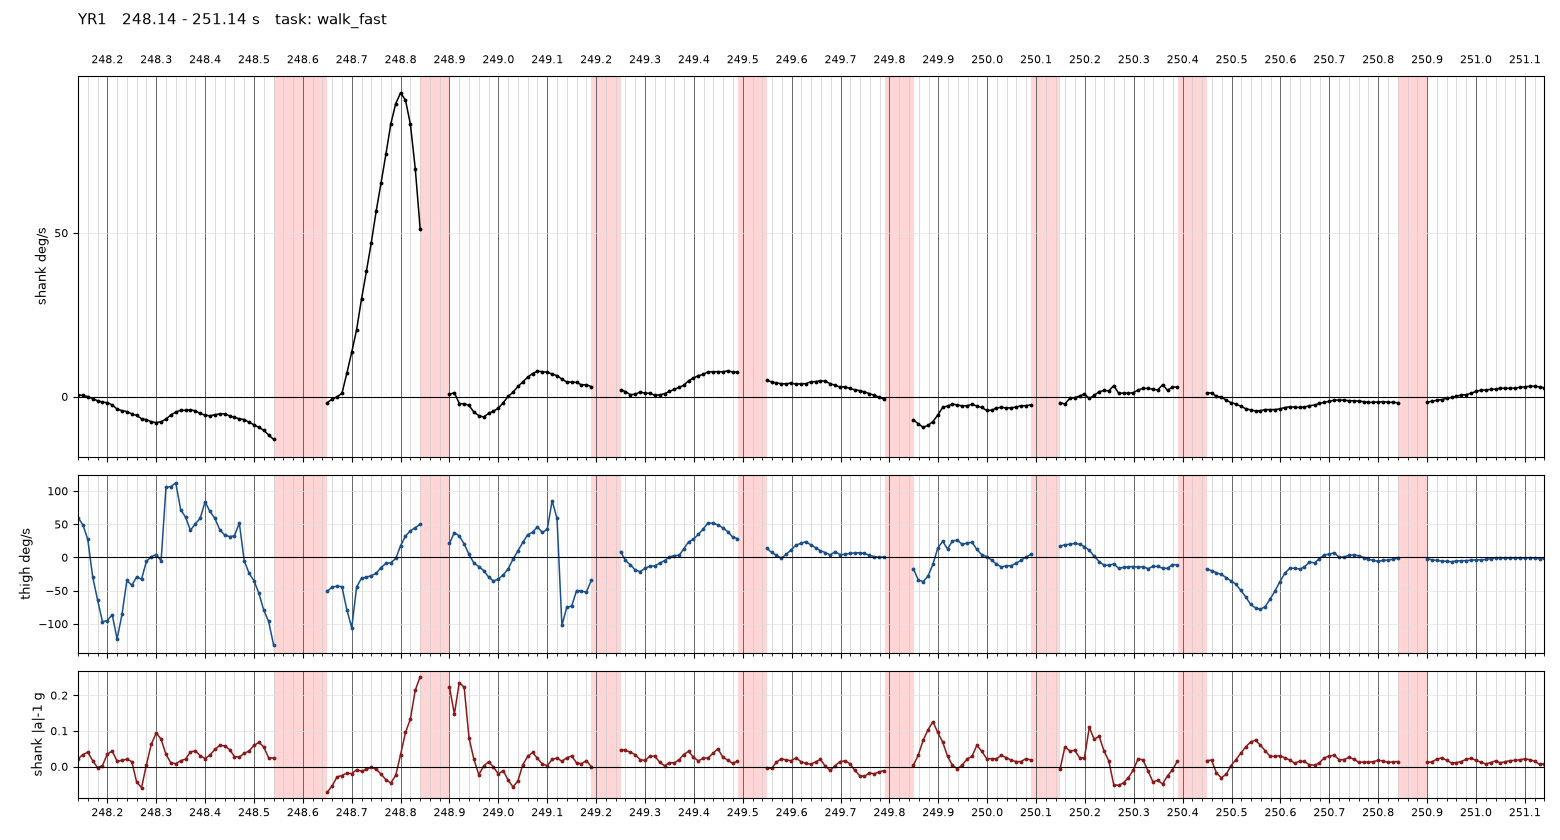 YR1   248.14 - 251.14 s   task: walk_fast
248.2 248.3 248.4 248.5 248.6 248.7 248.8 248.9 249.0 249.1 249.2 249.3 249.4 249.5 249.6 249.7 249.8 249.9 250.0 250.1 250.2 250.3 250.4 250.5 250.6 250.7 250.8 250.9 251.0 251.1
50
0
shank deg/s
100
50
0
−50
−100
thigh deg/s
0.2
0.1
0.0
shank |a|-1 g
248.2 248.3 248.4 248.5 248.6 248.7 248.8 248.9 249.0 249.1 249.2 249.3 249.4 249.5 249.6 249.7 249.8 249.9 250.0 250.1 250.2 250.3 250.4 250.5 250.6 250.7 250.8 250.9 251.0 251.1